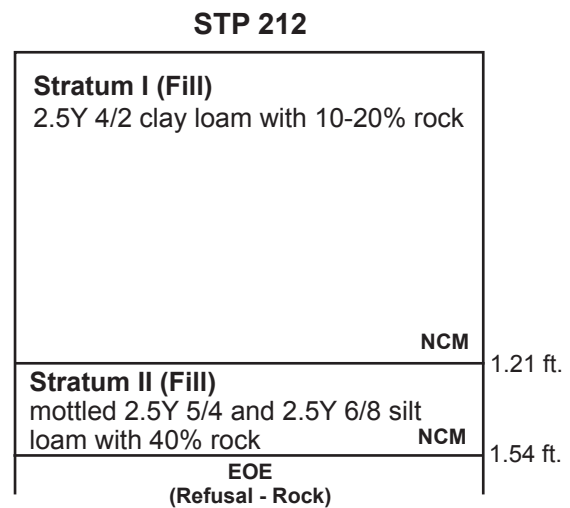 STP 212
Stratum I (Fill)
2.5Y 4/2 clay loam with 10-20% rock
NCM
1.21 ft.
Stratum II (Fill)
mottled 2.5Y 5/4 and 2.5Y 6/8 silt
loam with 40% rock NCM
1.54 ft.
EOE
(Refusal - Rock)